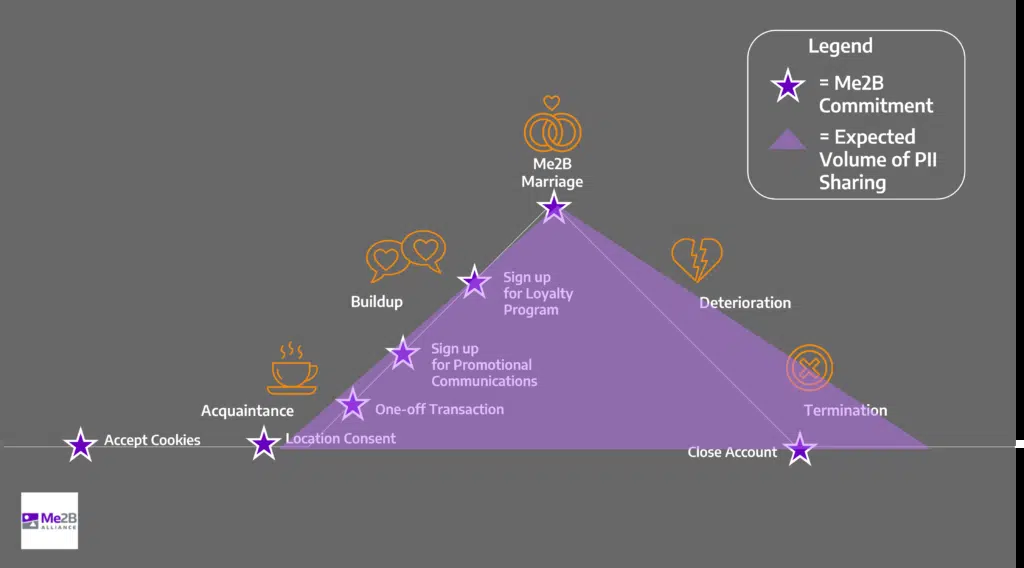 Legend
= Me2B
Commitment
= Expected
Volume of PII
Sharing
Me2B
Marriage
Sign up
for Loyalty
Program
Buildup
Deterioration
Sign up
for Promotional
Communications
Acquaintance
One-off Transaction
Termination
Accept Cookies
Location Consent
Close Account
Me2B
ALLIANCE